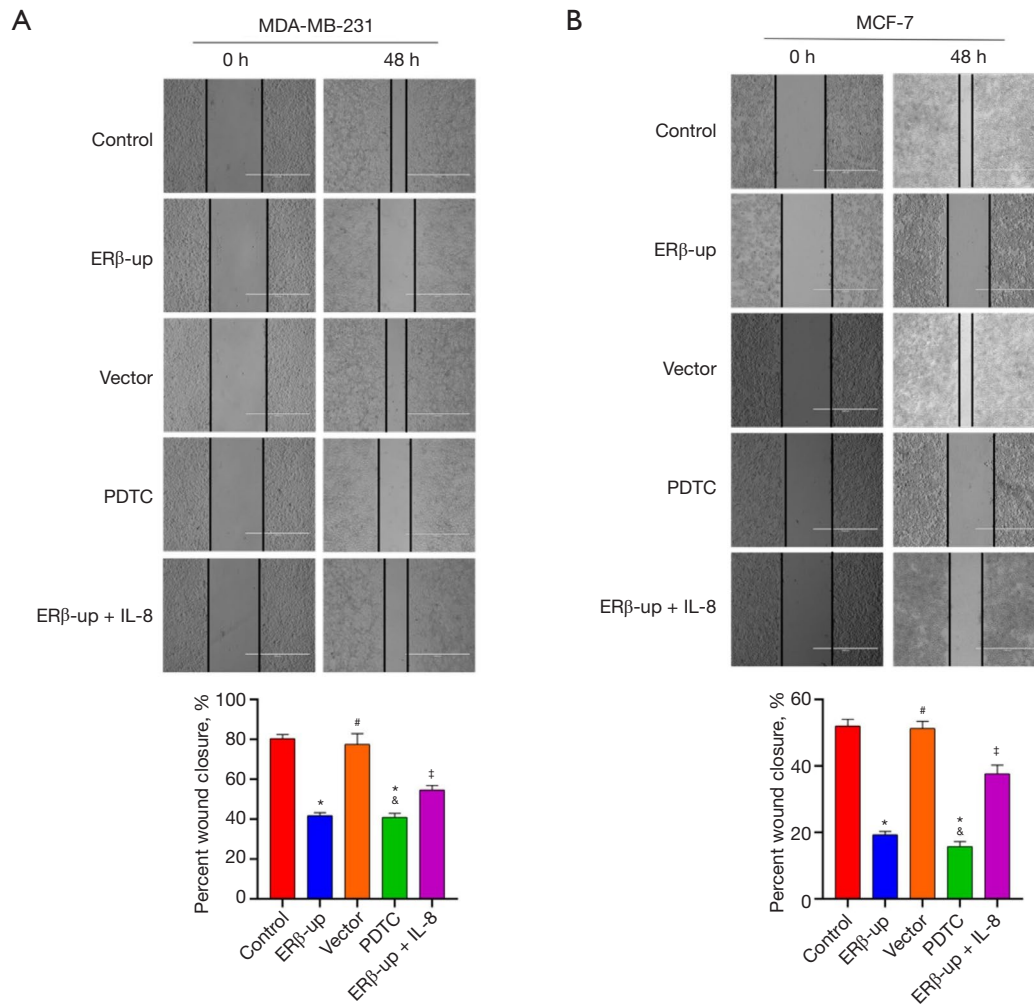 A
MDA-MB-231
0 h
48 h
Control
ERβ-up
Vector
PDTC
ERβ-up + IL-8
Percent wound closure, %
100
80
60
40
20
0
*
#
*
&
‡
Control
ERβ-up
Vector
PDTC
ERβ-up + IL-8
B
MCF-7
0 h
48 h
Control
ERβ-up
Vector
PDTC
ERβ-up + IL-8
Percent wound closure, %
60
40
20
0
*
#
*
&
‡
Control
ERβ-up
Vector
PDTC
ERβ-up + IL-8